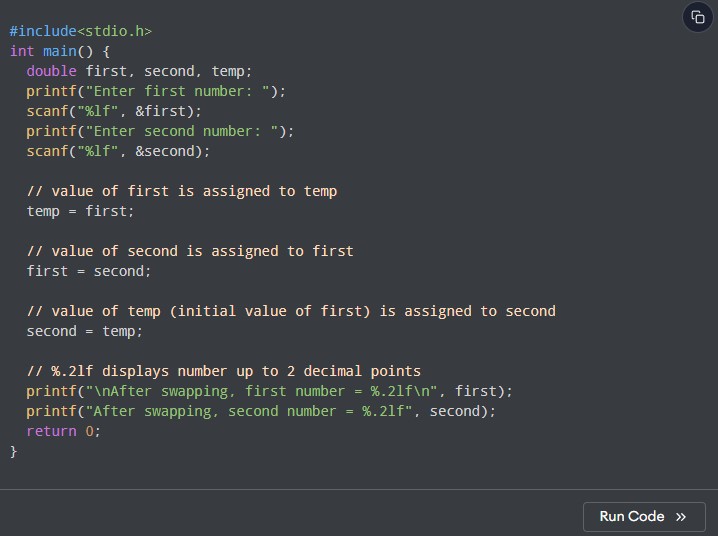 #include<stdio.h>
int main() {
  double first, second, temp;
  printf("Enter first number: ");
  scanf("%lf", &first);
  printf("Enter second number: ");
  scanf("%lf", &second);

  // value of first is assigned to temp
  temp = first;

  // value of second is assigned to first
  first = second;

  // value of temp (initial value of first) is assigned to second
  second = temp;

  // %.2lf displays number up to 2 decimal points
  printf("\nAfter swapping, first number = %.2lf\n", first);
  printf("After swapping, second number = %.2lf", second);
  return 0;
}
Run Code »